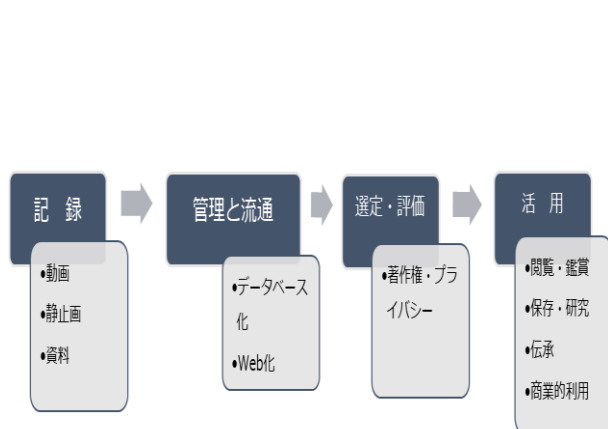 記　録
•動画
•静止画
•資料
管理と流通
•データベース
化
•Web化
選定・評価
•著作権・プラ
イバシー
活　用
•閲覧・鑑賞
•保存・研究
•伝承
•商業的利用